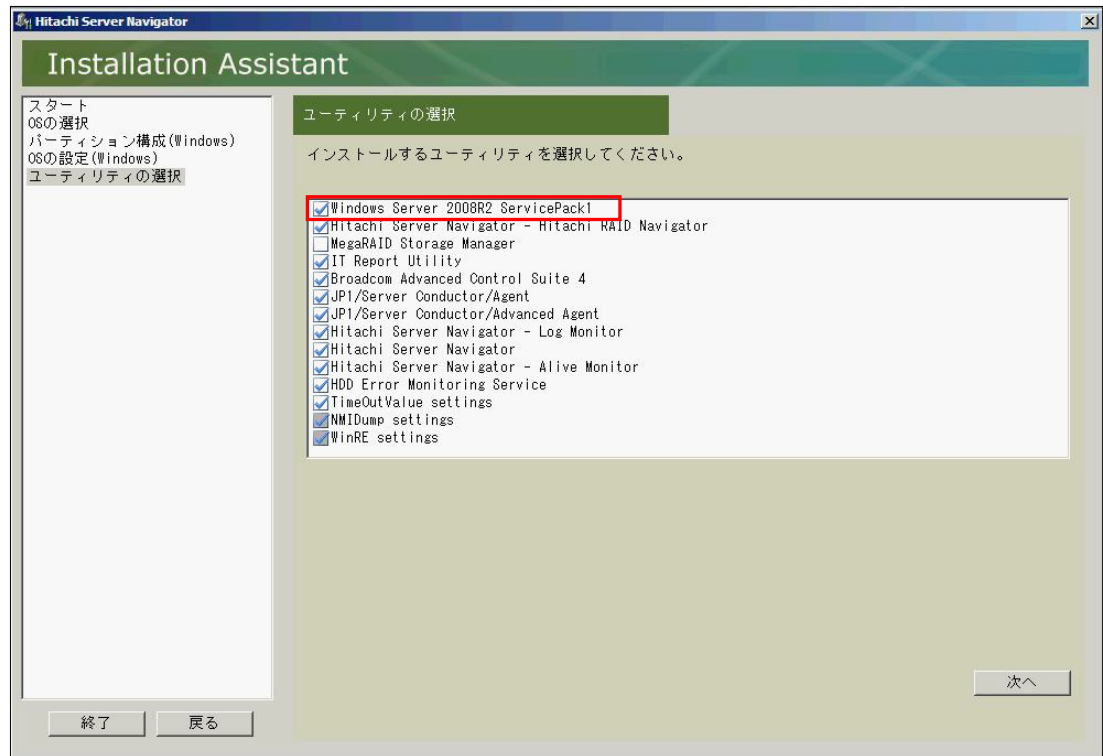 Hitachi Server Navigator
Installation Assistant
スタート
OSの選択
パーティション構成(Windows)
OSの設定(Windows)
ユーティリティの選択
ユーティリティの選択
インストールするユーティリティを選択してください。
Windows Server 2008R2 ServicePack1
Hitachi Server Navigator - Hitachi RAID Navigator
MegaRAID Storage Manager
IT Report Utility
Broadcom Advanced Control Suite 4
JP1/Server Conductor/Agent
JP1/Server Conductor/Advanced Agent
Hitachi Server Navigator - Log Monitor
Hitachi Server Navigator
Hitachi Server Navigator - Alive Monitor
HDD Error Monitoring Service
TimeOutValue settings
NMIDump settings
WinRE settings
次へ
終了
戻る